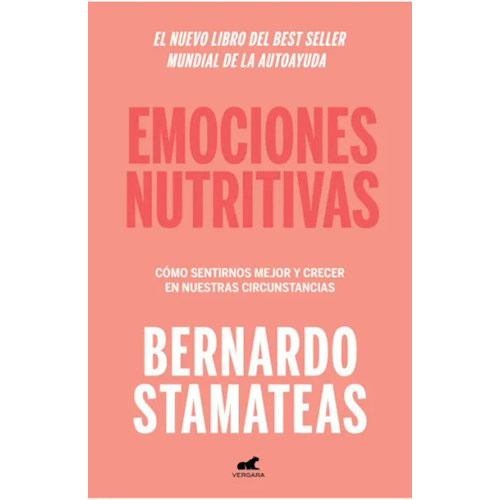 EL NUEVO LIBRO DEL BEST SELLER
MUNDIAL DE LA AUTOAYUDA
EMOCIONES
NUTRITIVAS
CÓMO SENTIRNOS MEJOR Y CRECER
EN NUESTRAS CIRCUNSTANCIAS
BERNARDO
STAMATEAS
VERGARA